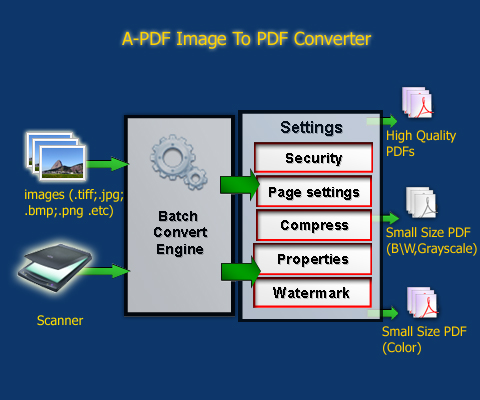 A-PDF Image To PDF Converter
images (.tiff;.jpg;
.bmp;.png .etc)
Scanner
Batch
Convert
Engine
Settings
Security
Page settings
Compress
Properties
Watermark
High Quality
PDFs
Small Size PDF
(B\W,Grayscale)
Small Size PDF
(Color)